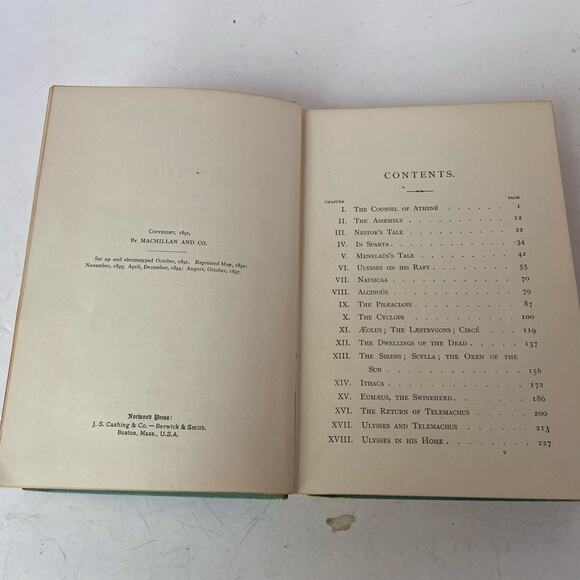 Copyright, 1891,
By MACMILLAN AND CO.
Set up and electrotyped October, 1891. Reprinted May, 1892;
November, 1893; April, December, 1894; August, October, 1897.
Norwood Press:
J. S. Cushing & Co. – Berwick & Smith.
Boston, Mass., U.S.A.
CONTENTS.
CHAPTER PAGE
I. The Counsel of Athené . . . . . . . 1
II. The Assembly . . . . . . . . . 12
III. Nestor's Tale . . . . . . . . . 22
IV. In Sparta . . . . . . . . . . 34
V. Menelaüs's Tale . . . . . . . . 42
VI. Ulysses on his Raft . . . . . . . 55
VII. Nausicaa . . . . . . . . . . 70
VIII. Alcinoüs . . . . . . . . . . 79
IX. The Phæacians . . . . . . . . 87
X. The Cyclops . . . . . . . . . 100
XI. Æolus; The Læstrygons; Circé . . . . 119
XII. The Dwellings of the Dead . . . . . 137
XIII. The Sirens; Scylla; the Oxen of the
Sun . . . . . . . . . . 156
XIV. Ithaca . . . . . . . . . . 172
XV. Eumæus, the Swineherd . . . . . . 186
XVI. The Return of Telemachus . . . . . 200
XVII. Ulysses and Telemachus . . . . . . 213
XVIII. Ulysses in his Home . . . . . . . 227
v